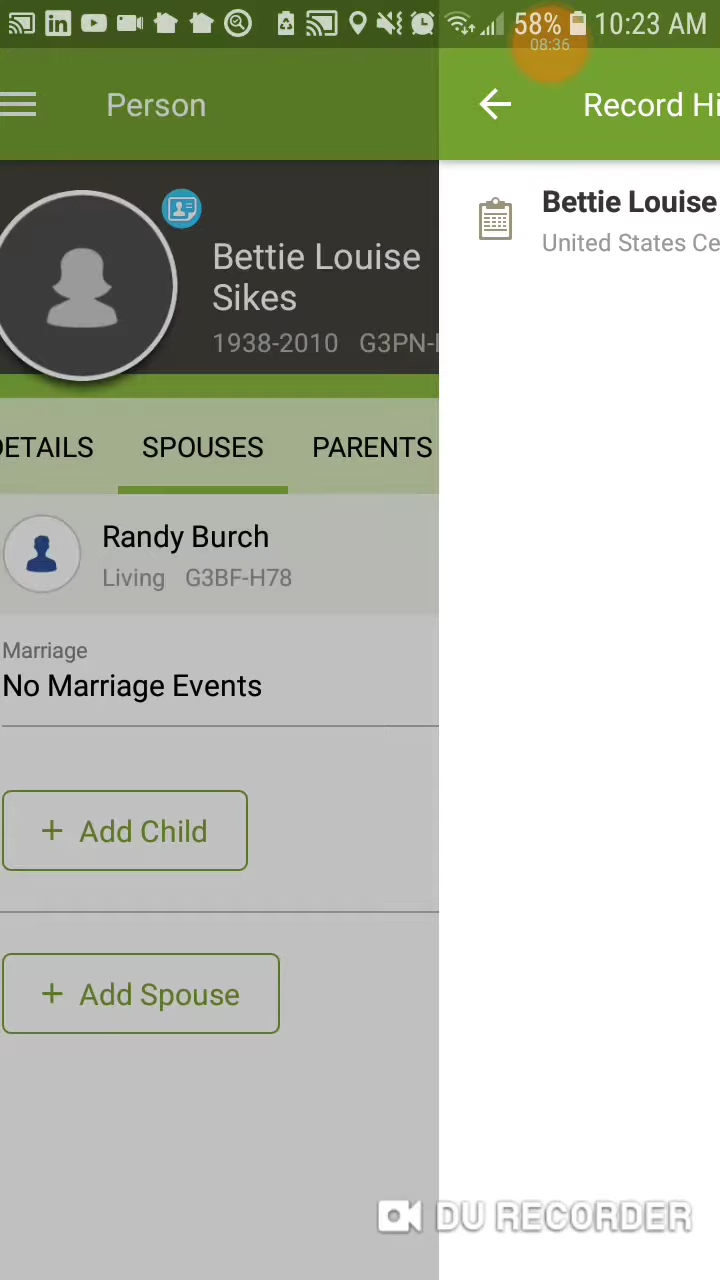 58% 10:23 AM
08:36
Person
Record Hi
Bettie Louise
Sikes
1938-2010 G3PN-
Bettie Louise
United States Ce
DETAILS SPOUSES PARENTS
Randy Burch
Living G3BF-H78
Marriage
No Marriage Events
+ Add Child
+ Add Spouse
DU RECORDER